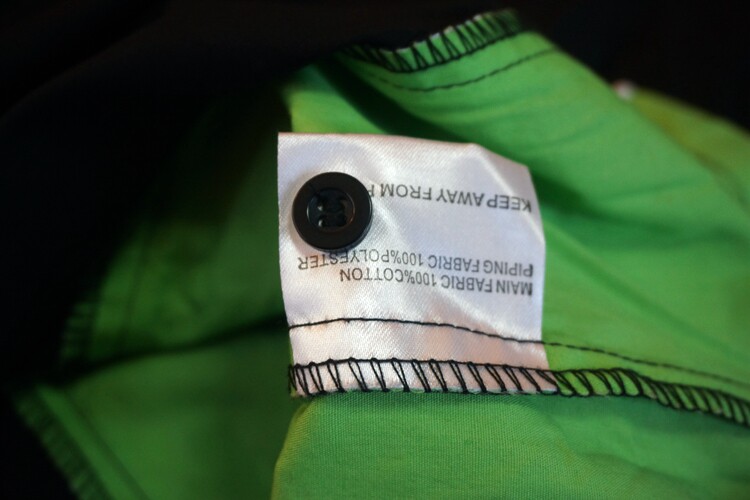 MAIN FABRIC 100%COTTON
PIPING FABRIC 100%POLYESTER
KEEP AWAY FROM